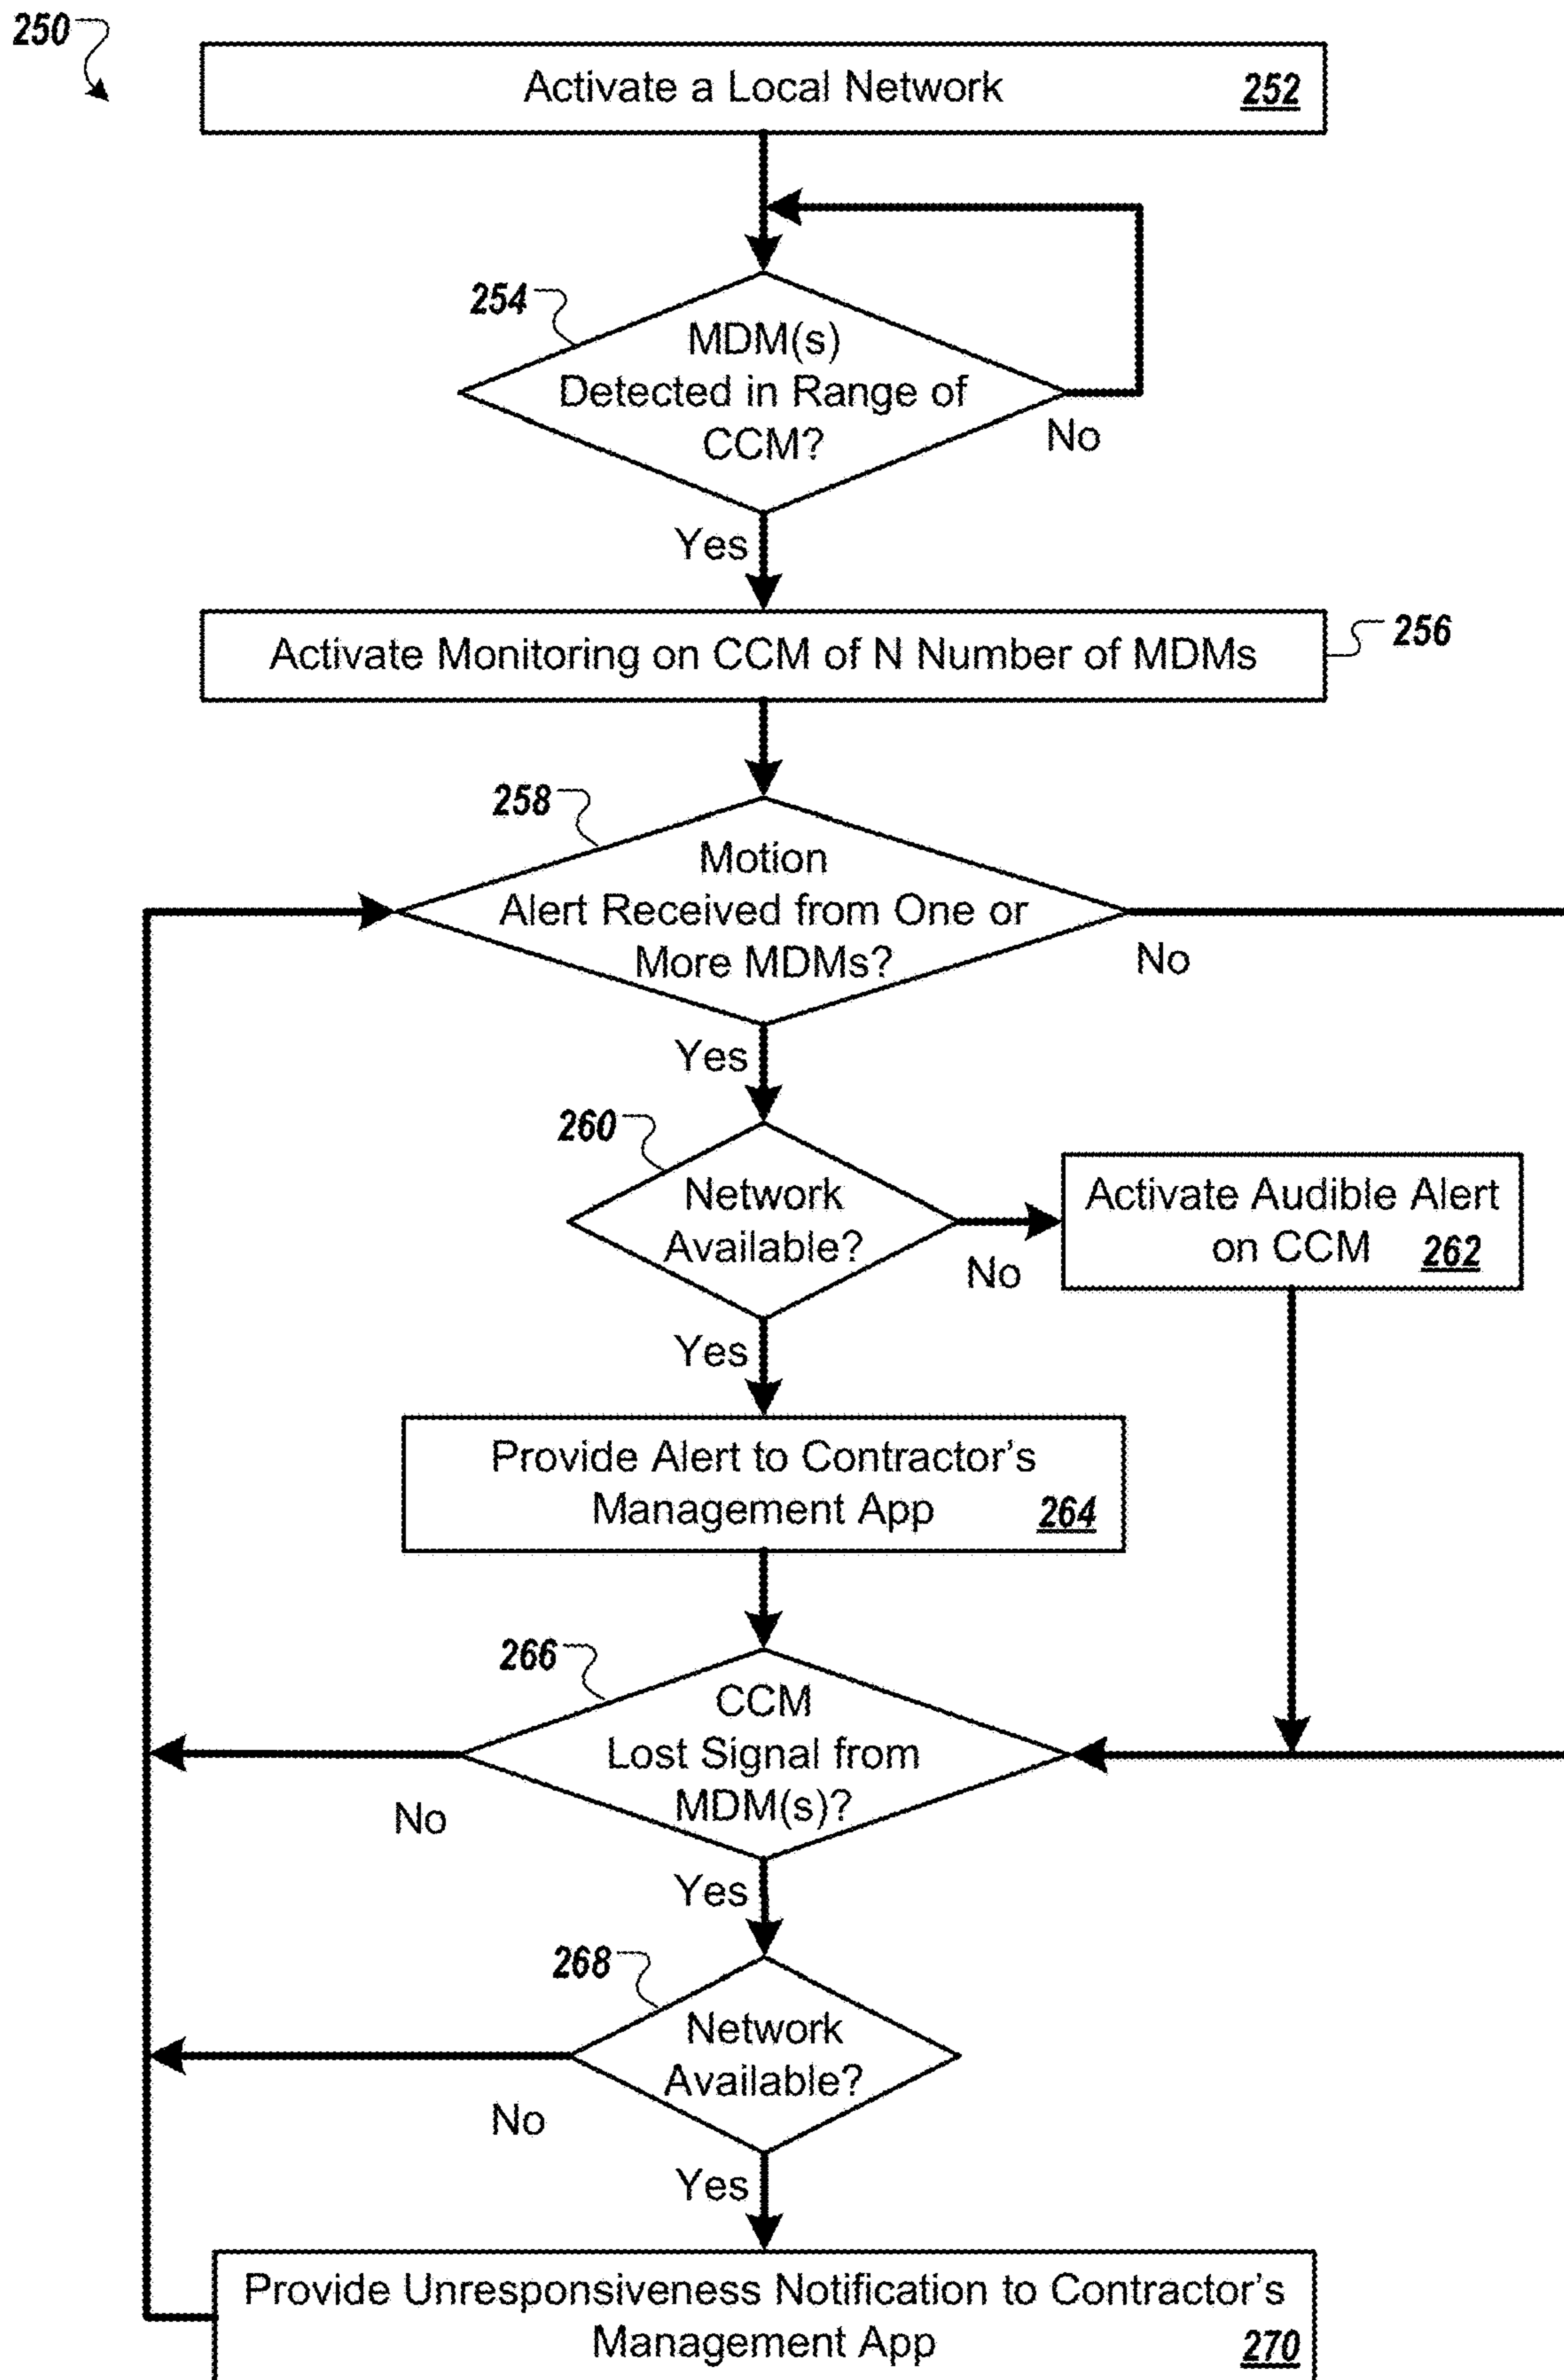 250
Activate a Local Network 252
254
MDM(s)
Detected in Range of
CCM?
No
Yes
Activate Monitoring on CCM of N Number of MDMs
256
258
Motion
Alert Received from One or
More MDMs?
No
Yes
260
Network
Available?
No
Activate Audible Alert
on CCM 262
Yes
Provide Alert to Contractor's
Management App 264
266
CCM
Lost Signal from
MDM(s)?
No
Yes
268
Network
Available?
No
Yes
Provide Unresponsiveness Notification to Contractor's
Management App 270